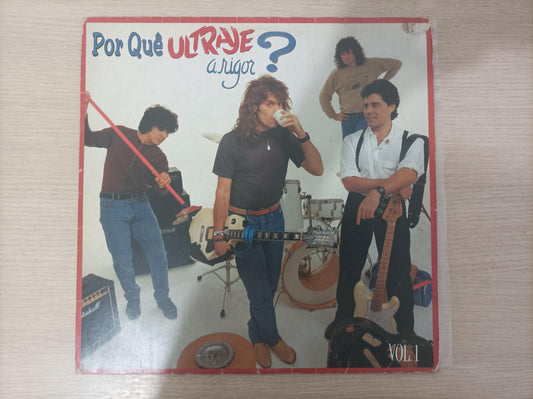 Por Quê ULTRAJE ?
a rigor
VOL. 1